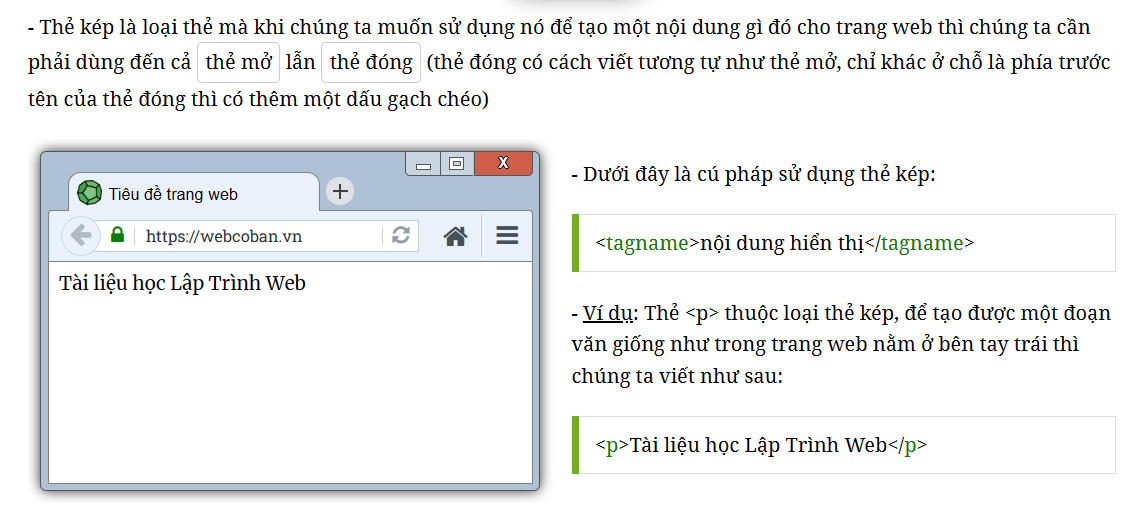 - Thẻ kép là loại thẻ mà khi chúng ta muốn sử dụng nó để tạo một nội dung gì đó cho trang web thì chúng ta cần
phải dùng đến cả thẻ mở lẫn thẻ đóng (thẻ đóng có cách viết tương tự như thẻ mở, chỉ khác ở chỗ là phía trước
tên của thẻ đóng thì có thêm một dấu gạch chéo)
X
Tiêu đề trang web
https://webcoban.vn
Tài liệu học Lập Trình Web
- Dưới đây là cú pháp sử dụng thẻ kép:
<tagname>nội dung hiển thị</tagname>
- Ví dụ: Thẻ <p> thuộc loại thẻ kép, để tạo được một đoạn
văn giống như trong trang web nằm ở bên tay trái thì
chúng ta viết như sau:
<p>Tài liệu học Lập Trình Web</p>